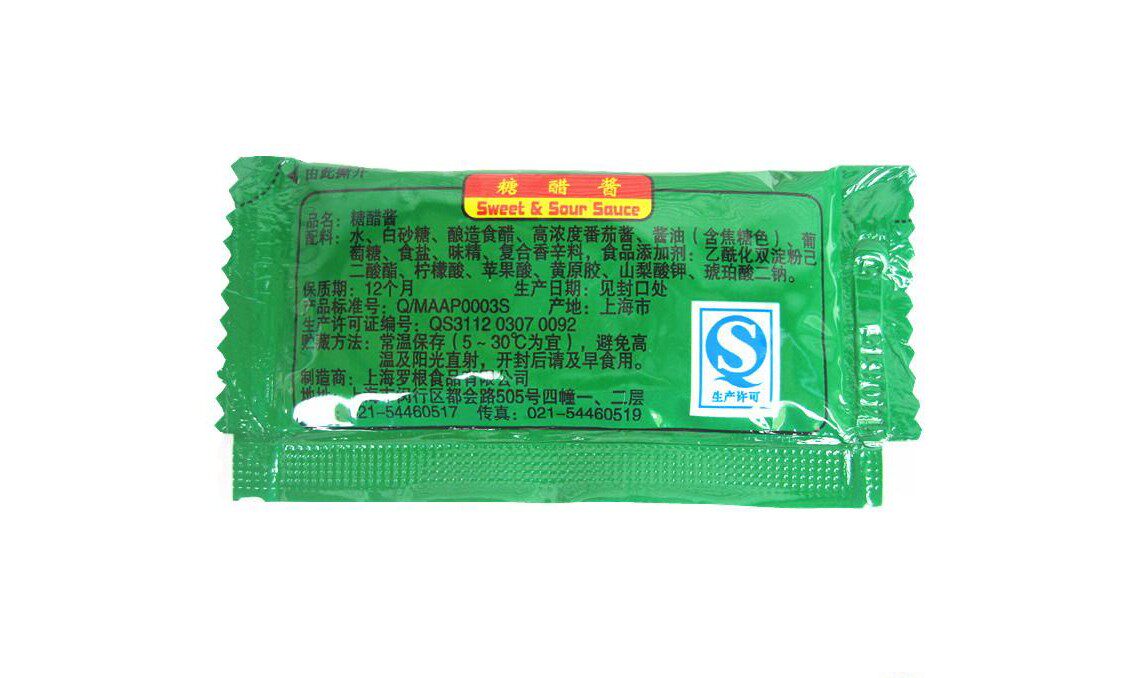 由此撕开
糖醋酱
Sweet & Sour Sauce
品名：糖醋酱
配料：水、白砂糖、酿造食醋、高浓度番茄酱、酱油（含焦糖色）、葡
萄糖、食盐、味精、复合香辛料，食品添加剂：乙酰化双淀粉己
二酸酯、柠檬酸、苹果酸、黄原胶、山梨酸钾、琥珀酸二钠。
保质期：12个月 生产日期：见封口处
产品标准号：Q/MAAP0003S 产地：上海市
生产许可证编号：QS3112 0307 0092
贮藏方法：常温保存（5～30℃为宜），避免高
温及阳光直射，开封后请及早食用。
制造商：上海罗根食品有限公司
地址：上海市闵行区都会路505号四幢一、二层
021-54460517 传真：021-54460519
生产许可